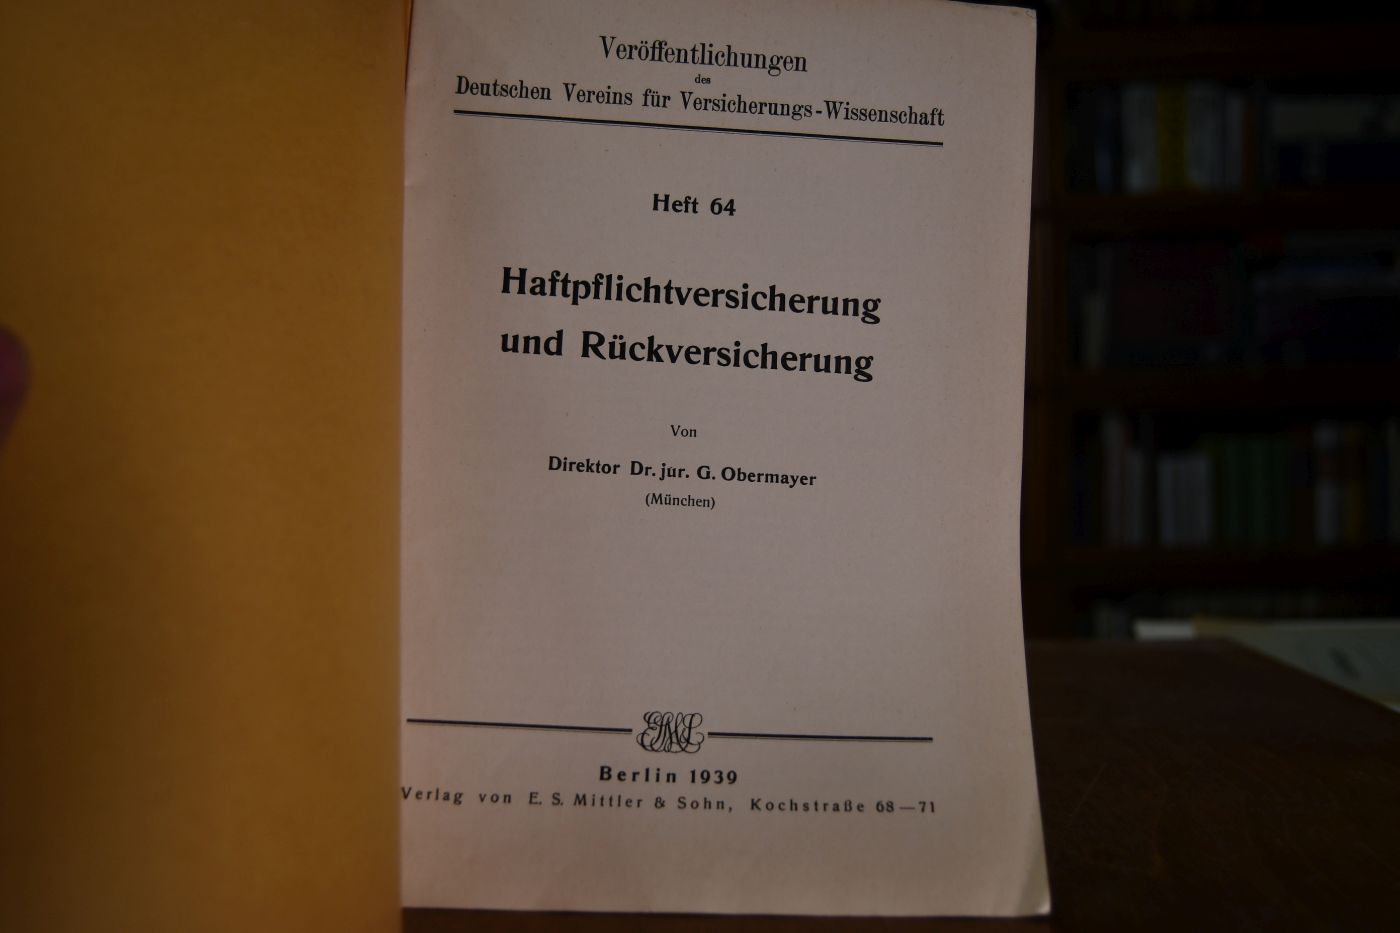 Veröffentlichungen
des
Deutschen Vereins für Versicherungs-Wissenschaft
Heft 64
Haftpflichtversicherung
und Rückversicherung
Von
Direktor Dr. jur. G. Obermayer
(München)
Berlin 1939
Verlag von E. S. Mittler & Sohn, Kochstraße 68—71